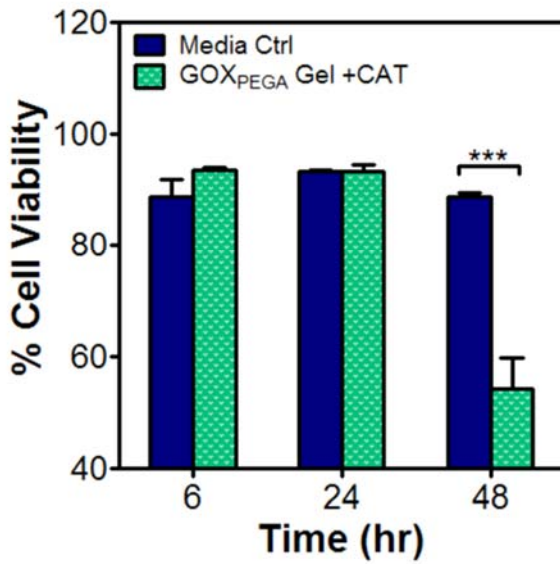 120
100
80
60
40
% Cell Viability
Media Ctrl
GOXPEGA Gel +CAT
***
6 24 48
Time (hr)